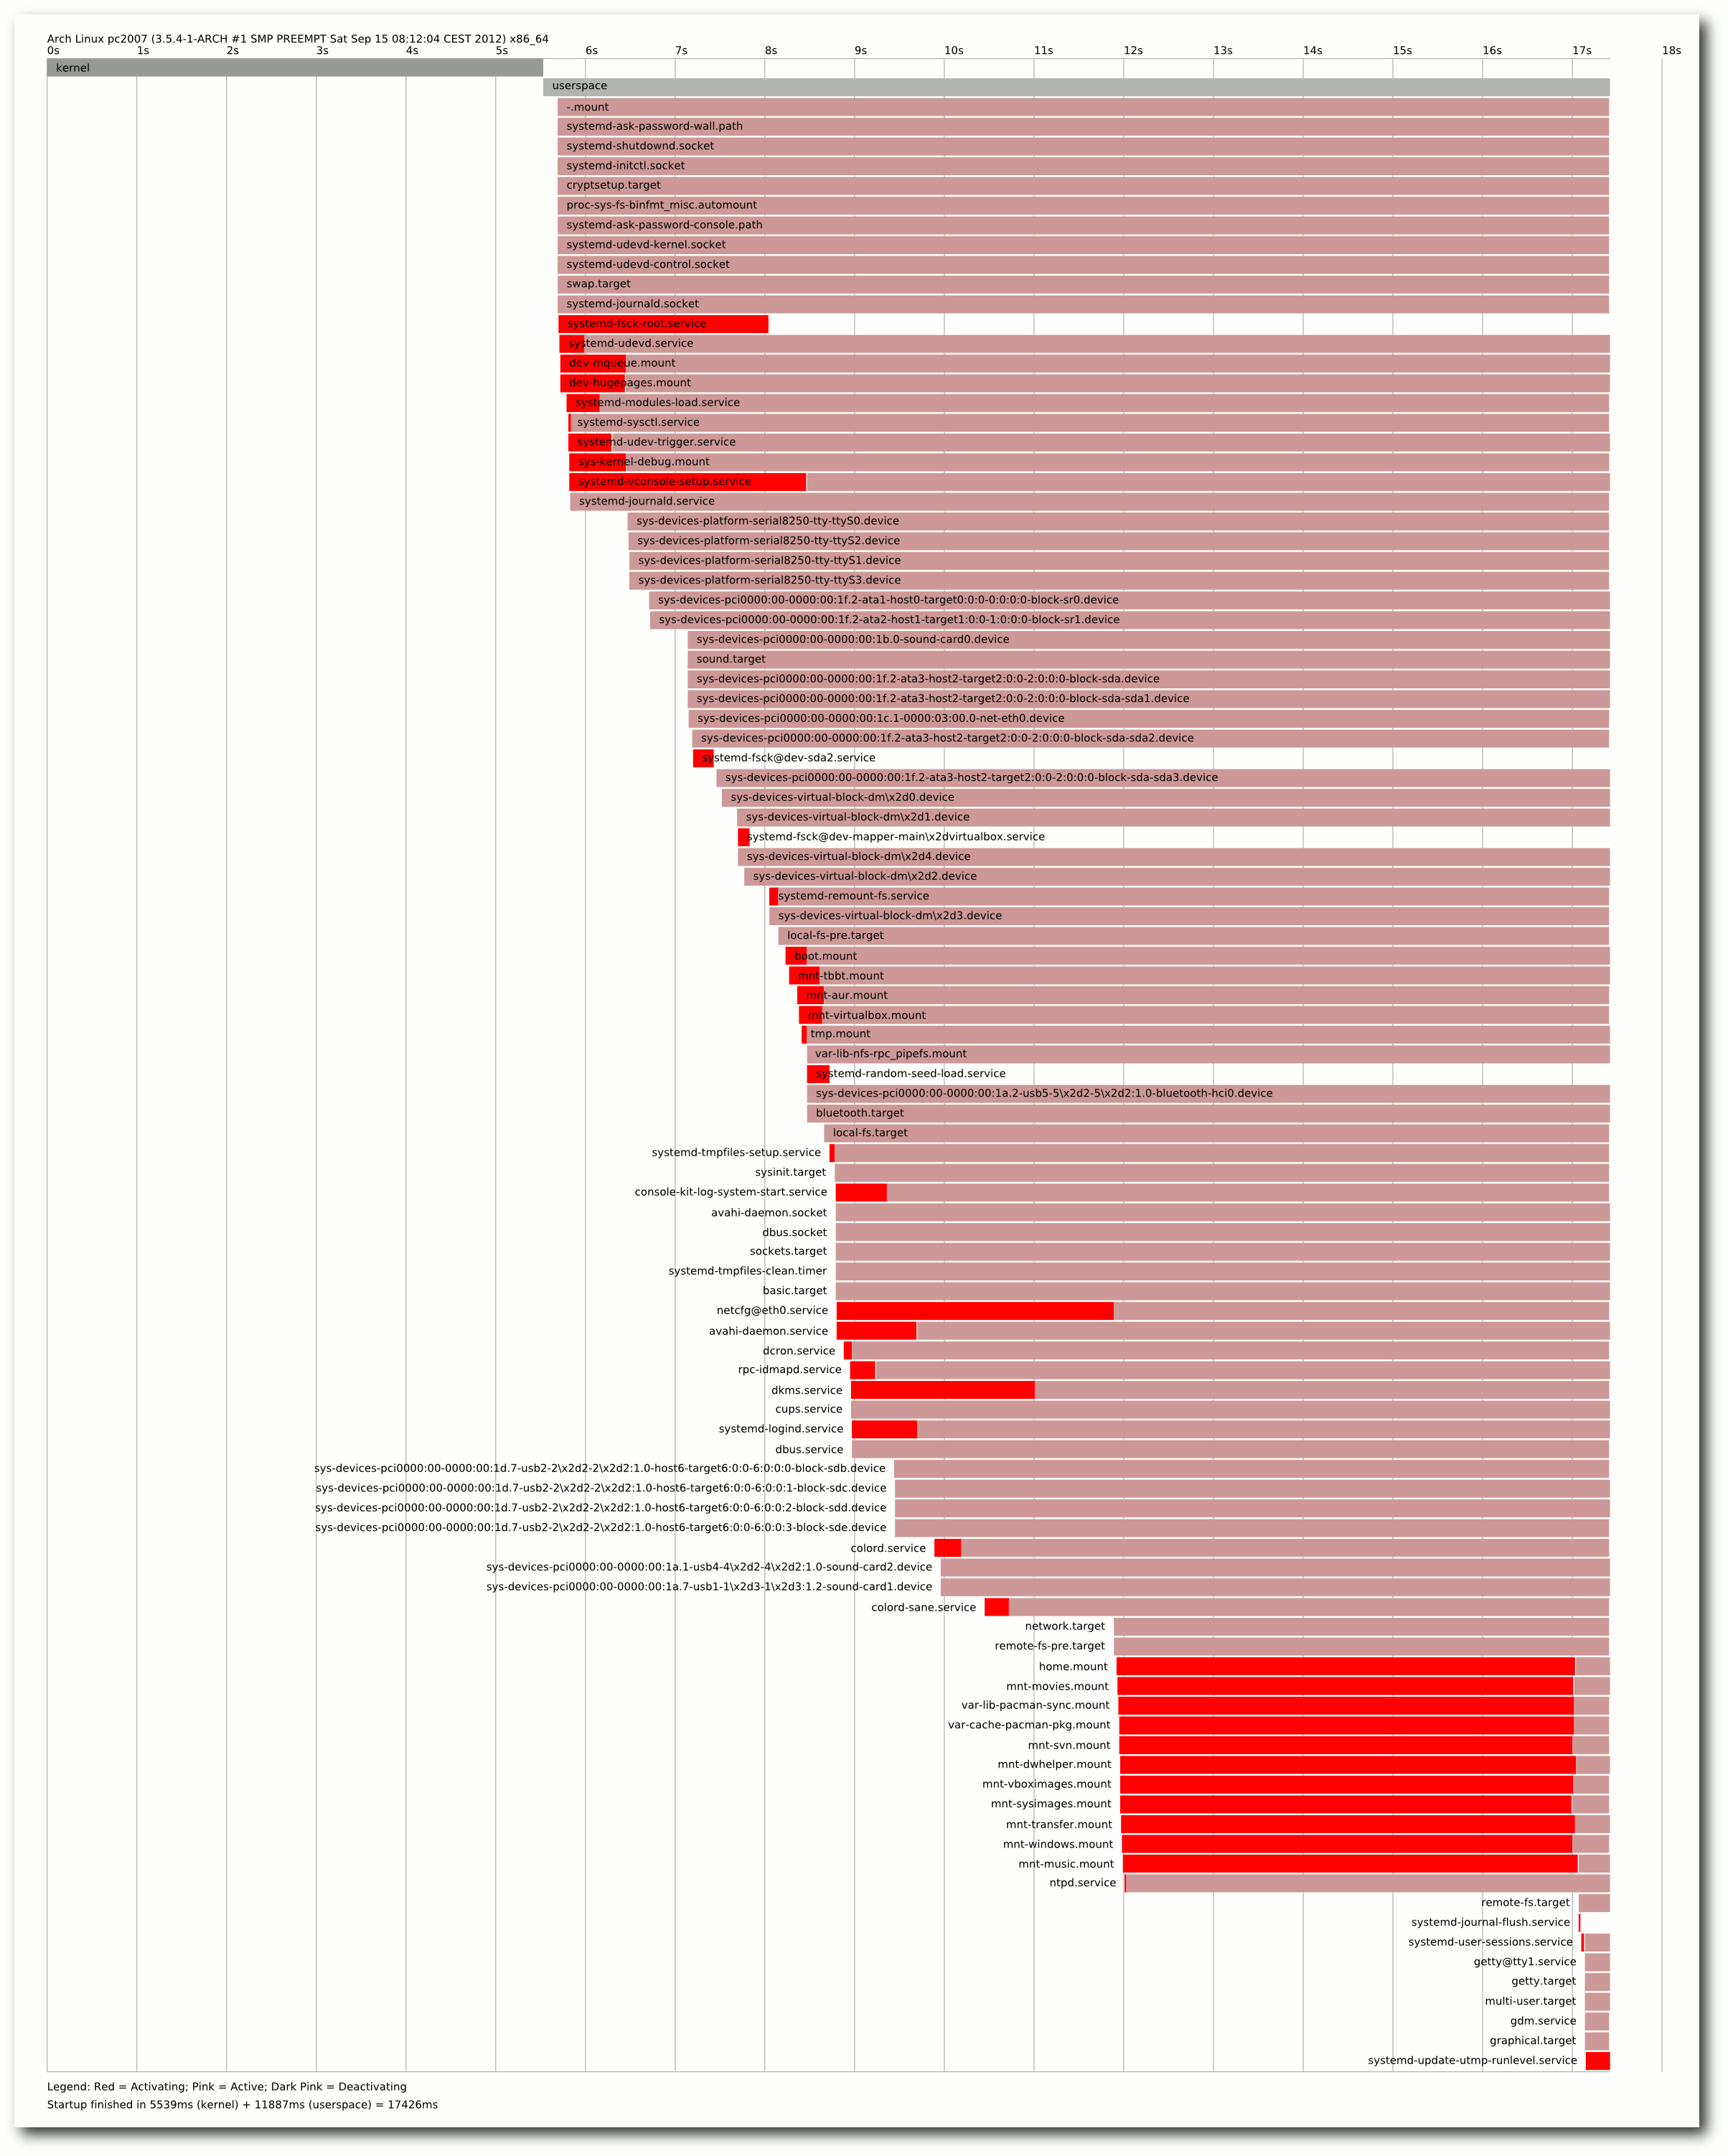 Arch Linux pc2007 (3.5.4-1-ARCH #1 SMP PREEMPT Sat Sep 15 08:12:04 CEST 2012) x86_64
0s 1s 2s 3s 4s 5s 6s 7s 8s 9s 10s 11s 12s 13s 14s 15s 16s 17s 18s
kernel
userspace
-.mount
systemd-ask-password-wall.path
systemd-shutdownd.socket
systemd-initctl.socket
cryptsetup.target
proc-sys-fs-binfmt_misc.automount
systemd-ask-password-console.path
systemd-udevd-kernel.socket
systemd-udevd-control.socket
swap.target
systemd-journald.socket
systemd-fsck-root.service
systemd-udevd.service
dev-mqueue.mount
dev-hugepages.mount
systemd-modules-load.service
systemd-sysctl.service
systemd-udev-trigger.service
sys-kernel-debug.mount
systemd-vconsole-setup.service
systemd-journald.service
sys-devices-platform-serial8250-tty-ttyS0.device
sys-devices-platform-serial8250-tty-ttyS2.device
sys-devices-platform-serial8250-tty-ttyS1.device
sys-devices-platform-serial8250-tty-ttyS3.device
sys-devices-pci0000:00-0000:00:1f.2-ata1-host0-target0:0:0-0:0:0:0-block-sr0.device
sys-devices-pci0000:00-0000:00:1f.2-ata2-host1-target1:0:0-1:0:0:0-block-sr1.device
sys-devices-pci0000:00-0000:00:1b.0-sound-card0.device
sound.target
sys-devices-pci0000:00-0000:00:1f.2-ata3-host2-target2:0:0-2:0:0:0-block-sda.device
sys-devices-pci0000:00-0000:00:1f.2-ata3-host2-target2:0:0-2:0:0:0-block-sda-sda1.device
sys-devices-pci0000:00-0000:00:1c.1-0000:03:00.0-net-eth0.device
sys-devices-pci0000:00-0000:00:1f.2-ata3-host2-target2:0:0-2:0:0:0-block-sda-sda2.device
systemd-fsck@dev-sda2.service
sys-devices-pci0000:00-0000:00:1f.2-ata3-host2-target2:0:0-2:0:0:0-block-sda-sda3.device
sys-devices-virtual-block-dm\x2d0.device
sys-devices-virtual-block-dm\x2d1.device
systemd-fsck@dev-mapper-main\x2dvirtualbox.service
sys-devices-virtual-block-dm\x2d4.device
sys-devices-virtual-block-dm\x2d2.device
systemd-remount-fs.service
sys-devices-virtual-block-dm\x2d3.device
local-fs-pre.target
boot.mount
mnt-tbbt.mount
mnt-aur.mount
mnt-virtualbox.mount
tmp.mount
var-lib-nfs-rpc_pipefs.mount
systemd-random-seed-load.service
sys-devices-pci0000:00-0000:00:1a.2-usb5-5\x2d2-5\x2d2:1.0-bluetooth-hci0.device
bluetooth.target
local-fs.target
systemd-tmpfiles-setup.service
sysinit.target
console-kit-log-system-start.service
avahi-daemon.socket
dbus.socket
sockets.target
systemd-tmpfiles-clean.timer
basic.target
netcfg@eth0.service
avahi-daemon.service
dcron.service
rpc-idmapd.service
dkms.service
cups.service
systemd-logind.service
dbus.service
sys-devices-pci0000:00-0000:00:1d.7-usb2-2\x2d2-2\x2d2:1.0-host6-target6:0:0-6:0:0:0-block-sdb.device
sys-devices-pci0000:00-0000:00:1d.7-usb2-2\x2d2-2\x2d2:1.0-host6-target6:0:0-6:0:0:1-block-sdc.device
sys-devices-pci0000:00-0000:00:1d.7-usb2-2\x2d2-2\x2d2:1.0-host6-target6:0:0-6:0:0:2-block-sdd.device
sys-devices-pci0000:00-0000:00:1d.7-usb2-2\x2d2-2\x2d2:1.0-host6-target6:0:0-6:0:0:3-block-sde.device
colord.service
sys-devices-pci0000:00-0000:00:1a.1-usb4-4\x2d2-4\x2d2:1.0-sound-card2.device
sys-devices-pci0000:00-0000:00:1a.7-usb1-1\x2d3-1\x2d3:1.2-sound-card1.device
colord-sane.service
network.target
remote-fs-pre.target
home.mount
mnt-movies.mount
var-lib-pacman-sync.mount
var-cache-pacman-pkg.mount
mnt-svn.mount
mnt-dwhelper.mount
mnt-vboximages.mount
mnt-sysimages.mount
mnt-transfer.mount
mnt-windows.mount
mnt-music.mount
ntpd.service
remote-fs.target
systemd-journal-flush.service
systemd-user-sessions.service
getty@tty1.service
getty.target
multi-user.target
gdm.service
graphical.target
systemd-update-utmp-runlevel.service
Legend: Red = Activating; Pink = Active; Dark Pink = Deactivating
Startup finished in 5539ms (kernel) + 11887ms (userspace) = 17426ms